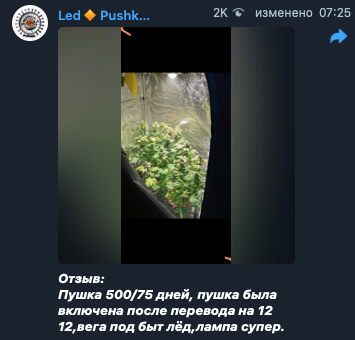 Led 🔸 Pushk... 2K изменено 07:25
Отзыв:
Пушка 500/75 дней, пушка была
включена после перевода на 12
12,вега под быт лёд,лампа супер.